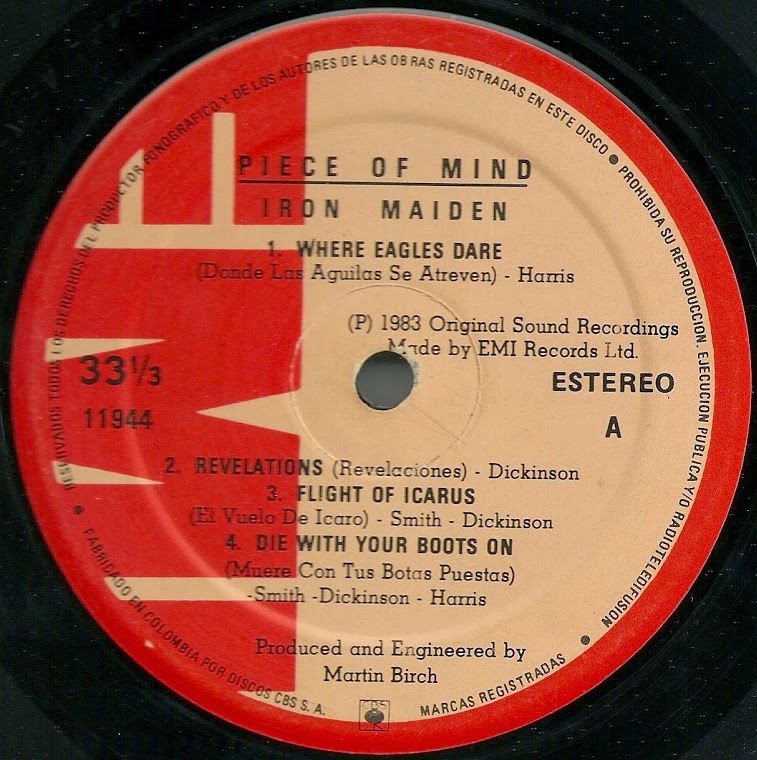 RESERVADOS TODOS LOS DERECHOS DEL PRODUCTOR FONOGRAFICO Y DE LOS AUTORES DE LAS OBRAS REGISTRADAS EN ESTE DISCO ● PROHIBIDA SU REPRODUCCION. EJECUCION PUBLICA Y/O RADIOTELEDIFUSION ●
PIECE OF MIND
IRON MAIDEN
1. WHERE EAGLES DARE
(Donde Las Aguilas Se Atreven) - Harris
(P) 1983 Original Sound Recordings
Made by EMI Records Ltd.
33 1/3
ESTEREO
11944
A
2. REVELATIONS (Revelaciones) - Dickinson
3. FLIGHT OF ICARUS
(El Vuelo De Icaro) - Smith - Dickinson
4. DIE WITH YOUR BOOTS ON
(Muere Con Tus Botas Puestas)
-Smith -Dickinson - Harris
Produced and Engineered by
Martin Birch
CBS
● FABRICADO EN COLOMBIA POR DISCOS CBS S. A.
MARCAS REGISTRADAS
EMI